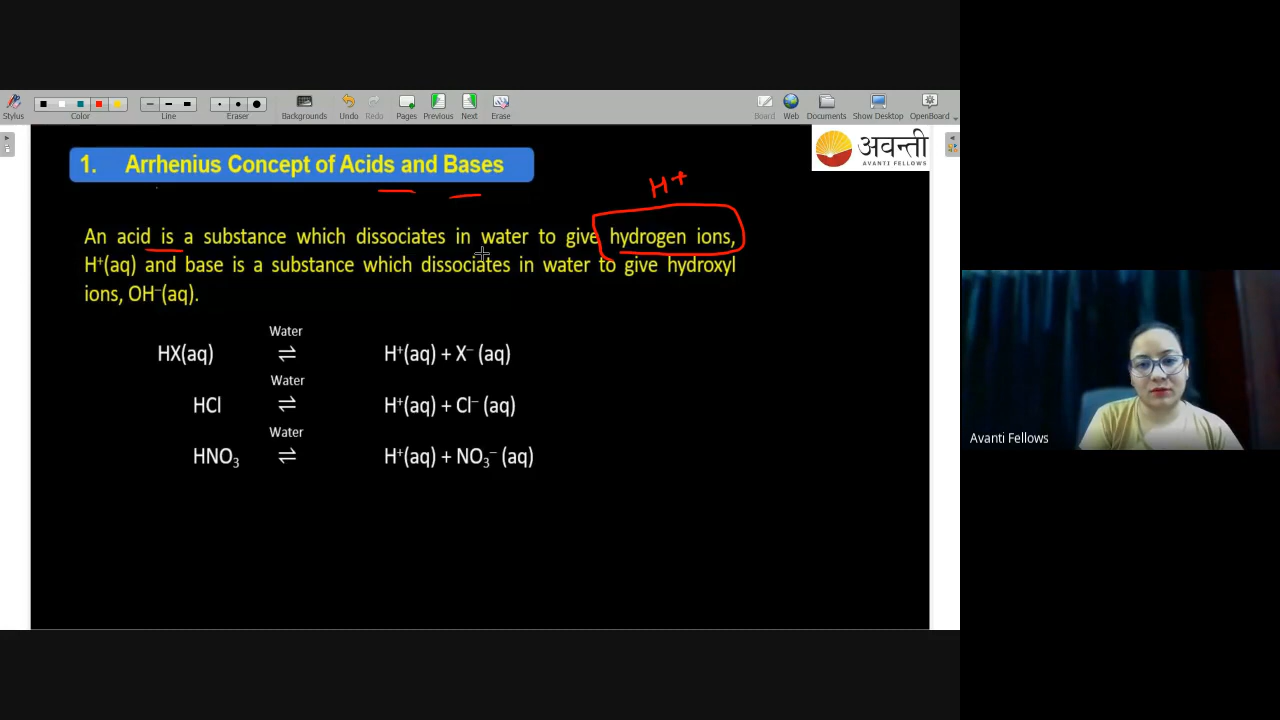 Stylus
Color
Line
Eraser
Backgrounds
Undo
Redo
Pages
Previous
Next
Erase
Board
Web
Documents
Show Desktop
OpenBoard
1. Arrhenius Concept of Acids and Bases
अवन्ती
AVANTI FELLOWS
H+
An acid is a substance which dissociates in water to give hydrogen ions,
H⁺(aq) and base is a substance which dissociates in water to give hydroxyl
ions, OH⁻(aq).
Water
HX(aq) ⇌ H⁺(aq) + X⁻ (aq)
Water
HCl ⇌ H⁺(aq) + Cl⁻ (aq)
Water
HNO₃ ⇌ H⁺(aq) + NO₃⁻ (aq)
Avanti Fellows